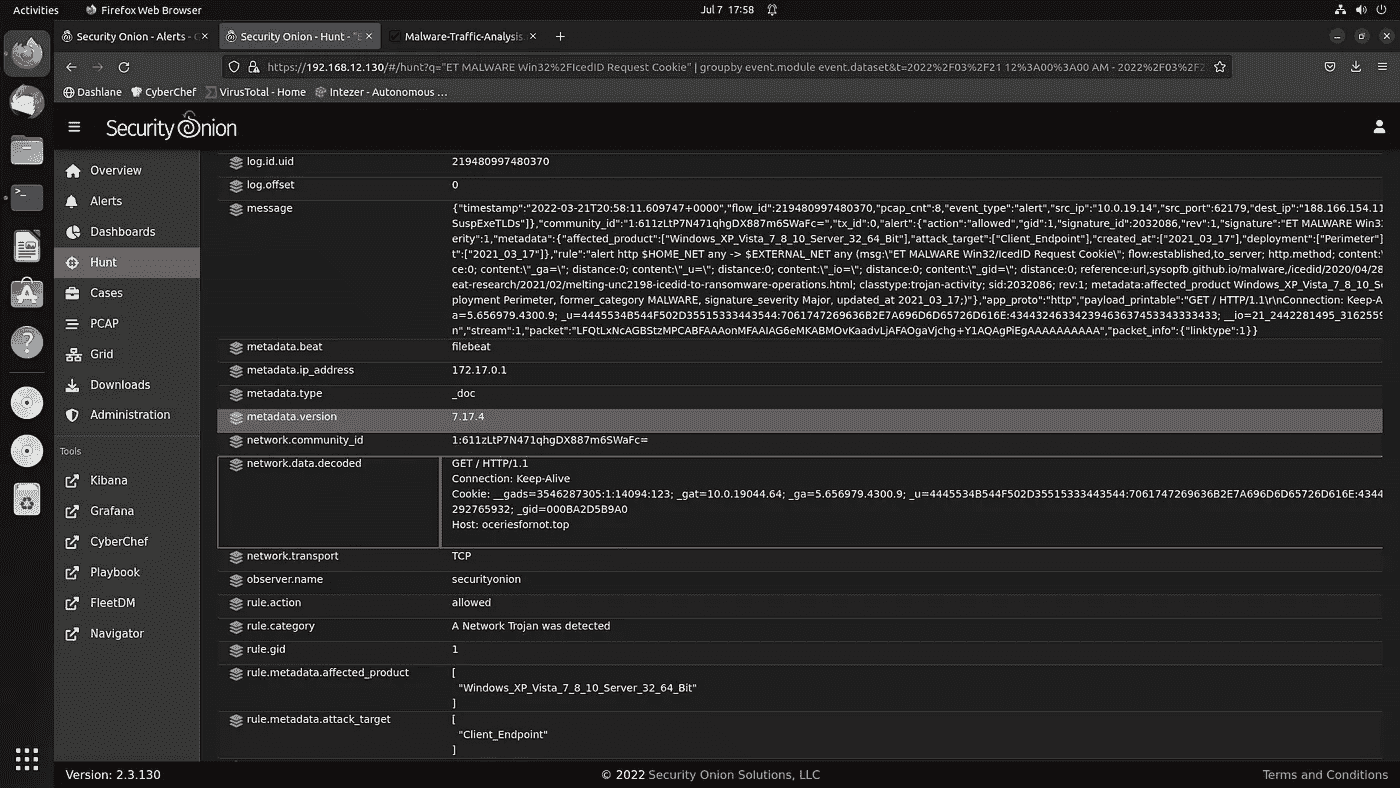 Activities Firefox Web Browser Jul 7 17:58
Security Onion - Alerts - Security Onion - Hunt - "E Malware-Traffic-Analysis
https://192.168.12.130/#/hunt?q="ET MALWARE Win32%2FIcedID Request Cookie" | groupby event.module event.dataset&t=2022%2F03%2F21 12%3A00%3A00 AM - 2022%2F03%2F2
Dashlane CyberChef VirusTotal - Home Intezer - Autonomous …
Security Onion
Overview
Alerts
Dashboards
Hunt
Cases
PCAP
Grid
Downloads
Administration
Tools
Kibana
Grafana
CyberChef
Playbook
FleetDM
Navigator
log.id.uid 219480997480370
log.offset 0
message {"timestamp":"2022-03-21T20:58:11.609747+0000","flow_id":219480997480370,"pcap_cnt":8,"event_type":"alert","src_ip":"10.0.19.14","src_port":62179,"dest_ip":"188.166.154.11
SuspExeTLDs"]},"community_id":"1:611zLtP7N471qhgDX887m6SWaFc=","tx_id":0,"alert":{"action":"allowed","gid":1,"signature_id":2032086,"rev":1,"signature":"ET MALWARE Win32
erity":1,"metadata":{"affected_product":["Windows_XP_Vista_7_8_10_Server_32_64_Bit"],"attack_target":["Client_Endpoint"],"created_at":["2021_03_17"],"deployment":["Perimeter"]
t"]},"2021_03_17"]},"rule":"alert http $HOME_NET any -> $EXTERNAL_NET any (msg:\"ET MALWARE Win32/IcedID Request Cookie\"; flow:established,to_server; http.method; content:\
ce:0; content:\"_ga=\"; distance:0; content:\"_u=\"; distance:0; content:\"_io=\"; distance:0; content:\"_gid=\"; distance:0; reference:url,sysopfb.github.io/malware,/icedid/2020/04/28
eat-research/2021/02/melting-unc2198-icedid-to-ransomware-operations.html; classtype:trojan-activity; sid:2032086; rev:1; metadata:affected_product Windows_XP_Vista_7_8_10_Se
ployment Perimeter, former_category MALWARE, signature_severity Major, updated_at 2021_03_17;)"},"app_proto":"http","payload_printable":"GET / HTTP/1.1\r\nConnection: Keep-A
a=5.656979.4300.9; _u=4445534B544F502D35515333443544:7061747269636B2E7A696D6D65726D616E:43443246334239463637453343333433; __io=21_2442281495_3162559
n","stream":1,"packet":"LFQtLxNcAGBStzMPCABFAAAonMFAAIAG6eMKABMOvKaadvLjAFAOgaVjchg+Y1AQAgPiEgAAAAAAAAAA","packet_info":{"linktype":1}}
metadata.beat filebeat
metadata.ip_address 172.17.0.1
metadata.type _doc
metadata.version 7.17.4
network.community_id 1:611zLtP7N471qhgDX887m6SWaFc=
network.data.decoded GET / HTTP/1.1
Connection: Keep-Alive
Cookie: __gads=3546287305:1:14094:123; _gat=10.0.19044.64; _ga=5.656979.4300.9; _u=4445534B544F502D35515333443544:7061747269636B2E7A696D6D65726D616E:4344
292765932; _gid=000BA2D5B9A0
Host: oceriesfornot.top
network.transport TCP
observer.name securityonion
rule.action allowed
rule.category A Network Trojan was detected
rule.gid 1
rule.metadata.affected_product [
"Windows_XP_Vista_7_8_10_Server_32_64_Bit"
]
rule.metadata.attack_target [
"Client_Endpoint"
]
Version: 2.3.130 © 2022 Security Onion Solutions, LLC Terms and Conditions